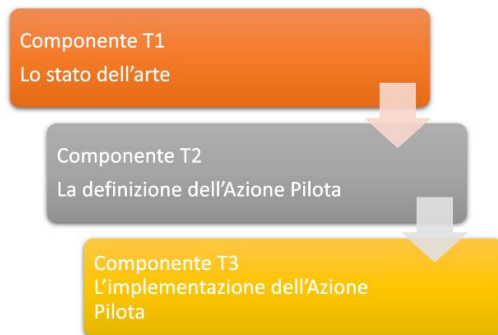 Componente T1
Lo stato dell’arte
Componente T2
La definizione dell’Azione Pilota
Componente T3
L’implementazione dell’Azione
Pilota